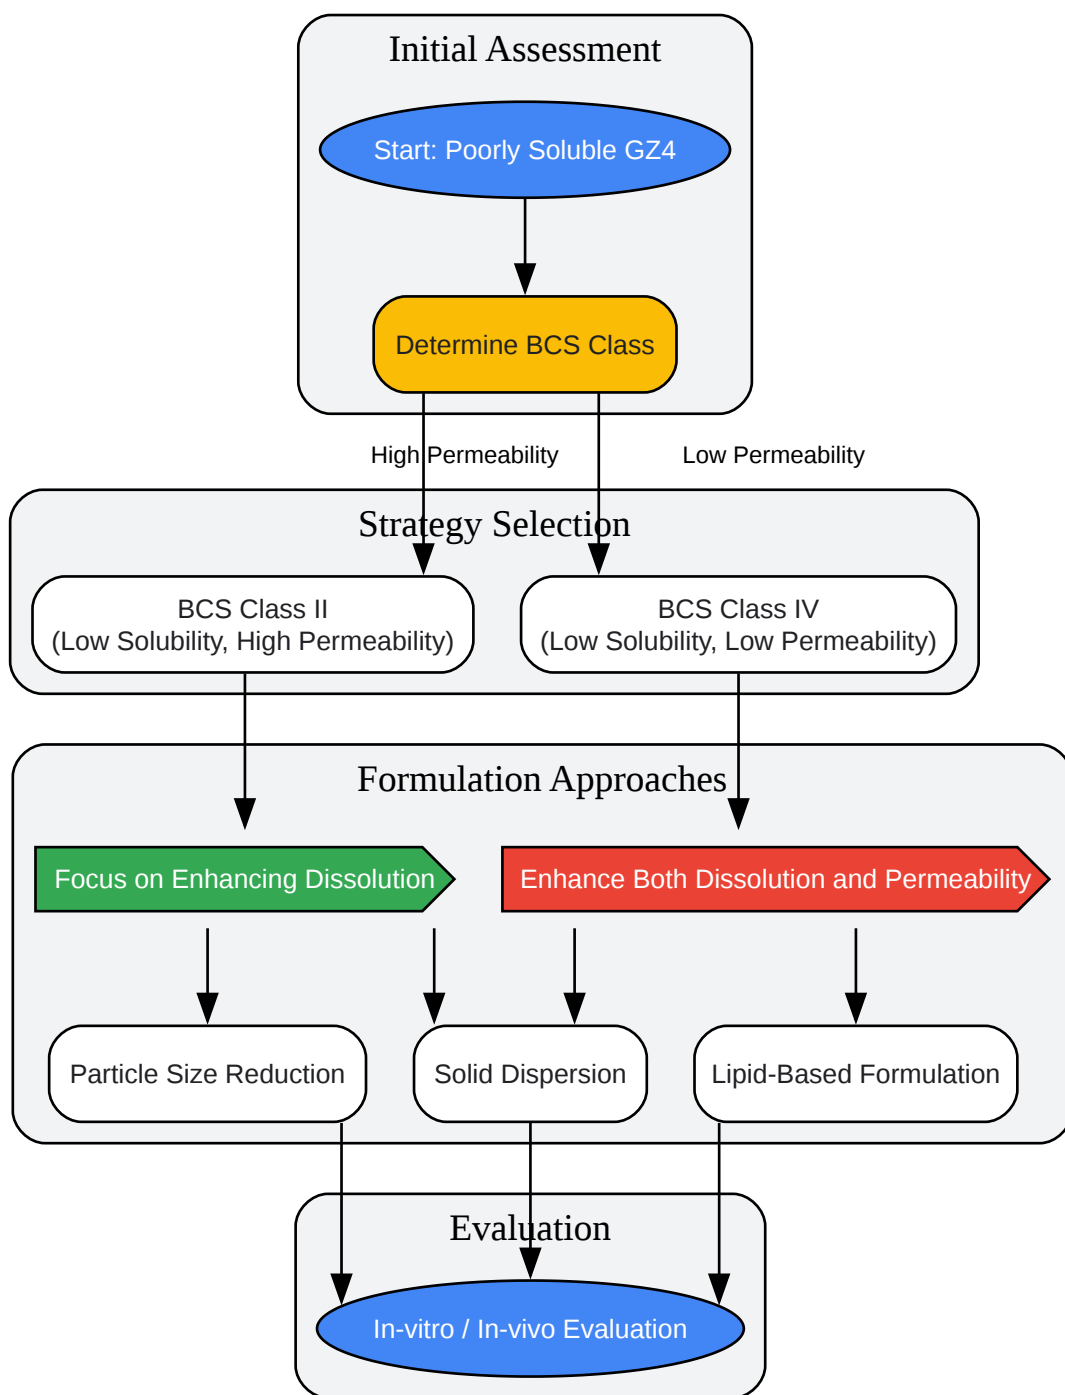 Initial Assessment
Start: Poorly Soluble GZ4
Determine BCS Class
High Permeability
Low Permeability
Strategy Selection
BCS Class II
(Low Solubility, High Permeability)
BCS Class IV
(Low Solubility, Low Permeability)
Formulation Approaches
Focus on Enhancing Dissolution
Enhance Both Dissolution and Permeability
Particle Size Reduction
Solid Dispersion
Lipid-Based Formulation
Evaluation
In-vitro / In-vivo Evaluation